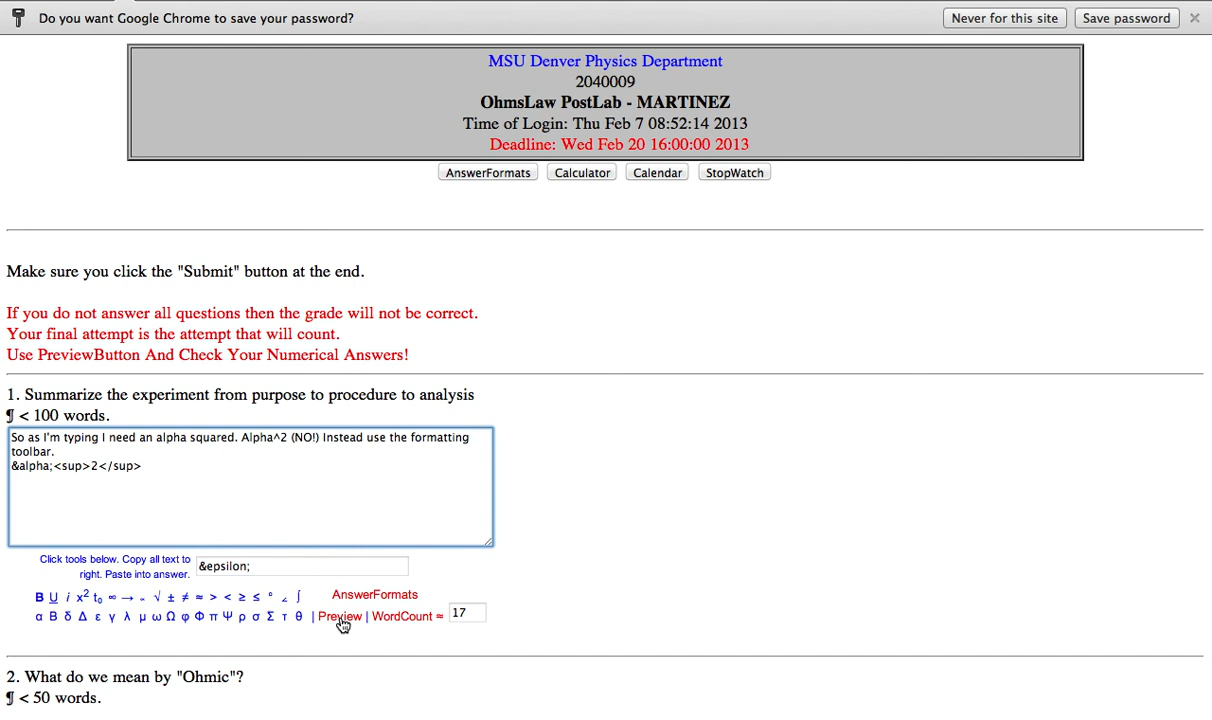 Do you want Google Chrome to save your password? Never for this site Save password ×
MSU Denver Physics Department
2040009
OhmsLaw PostLab - MARTINEZ
Time of Login: Thu Feb 7 08:52:14 2013
Deadline: Wed Feb 20 16:00:00 2013
AnswerFormats Calculator Calendar StopWatch
Make sure you click the "Submit" button at the end.
If you do not answer all questions then the grade will not be correct.
Your final attempt is the attempt that will count.
Use PreviewButton And Check Your Numerical Answers!
1. Summarize the experiment from purpose to procedure to analysis
¶ < 100 words.
So as I'm typing I need an alpha squared. Alpha^2 (NO!) Instead use the formatting
toolbar.
&alpha;<sup>2</sup>
Click tools below. Copy all text to
right. Paste into answer.
&epsilon;
B U i x² t₀ ∞ → √ ± ≠ ≈ > < ≥ ≤ ° ∠ ∫ AnswerFormats
α Β δ Δ ε γ λ μ ω Ω φ Φ π Ψ ρ σ Σ τ θ | Preview | WordCount ≈ 17
2. What do we mean by "Ohmic"?
¶ < 50 words.